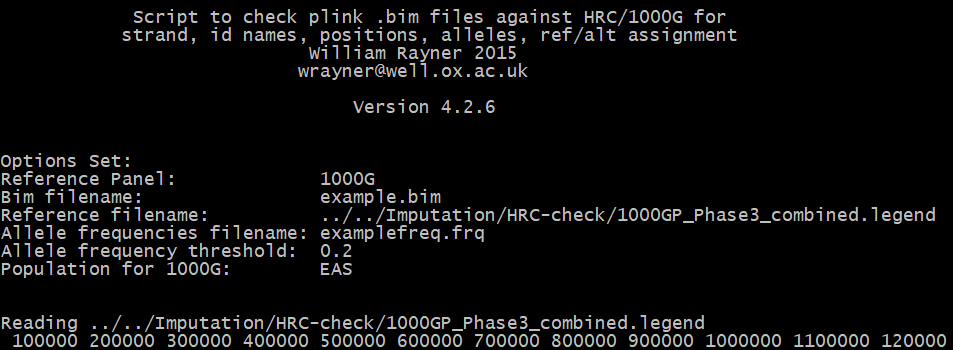 Script to check plink .bim files against HRC/1000G for
strand, id names, positions, alleles, ref/alt assignment
William Rayner 2015
wrayner@well.ox.ac.uk
Version 4.2.6
Options Set:
Reference Panel: 1000G
Bim filename: example.bim
Reference filename: ../../Imputation/HRC-check/1000GP_Phase3_combined.legend
Allele frequencies filename: examplefreq.frq
Allele frequency threshold: 0.2
Population for 1000G: EAS
Reading ../../Imputation/HRC-check/1000GP_Phase3_combined.legend
100000 200000 300000 400000 500000 600000 700000 800000 900000 1000000 1100000 120000